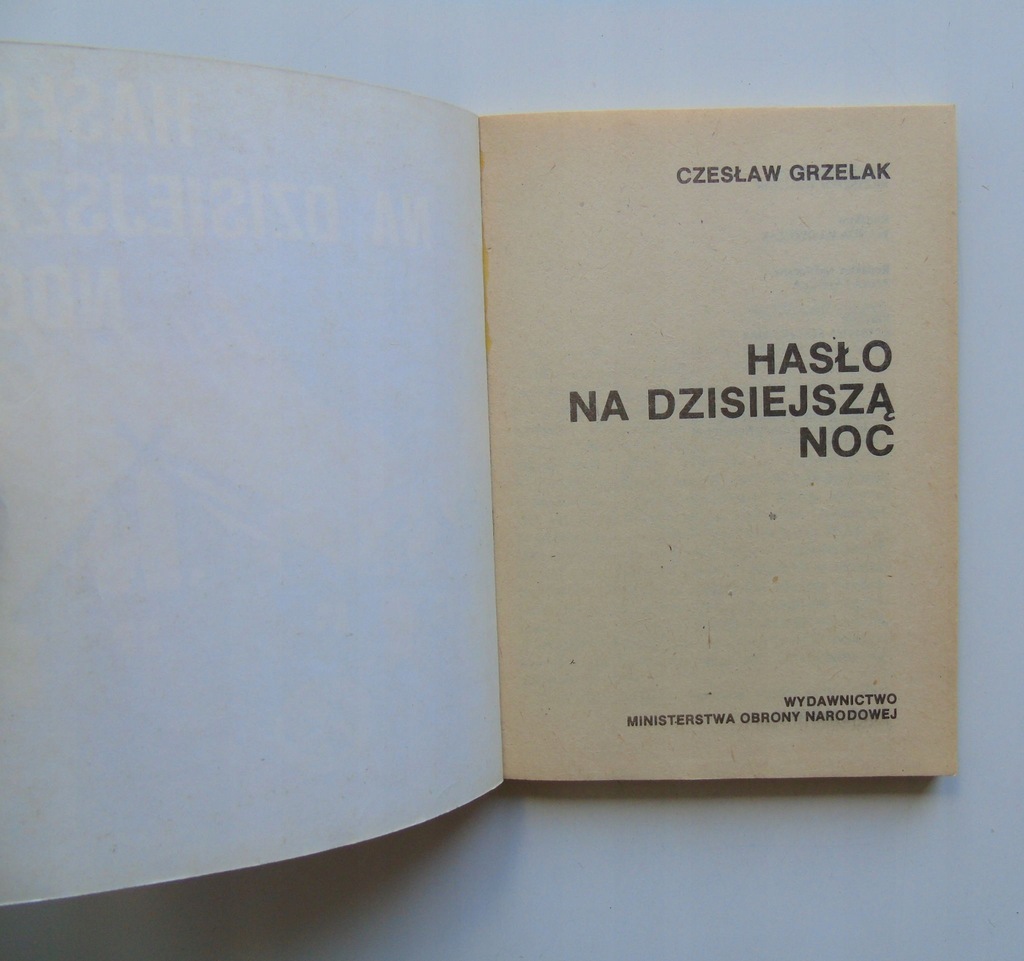 CZESŁAW GRZELAK
HASŁO
NA DZISIEJSZĄ
NOC
WYDAWNICTWO
MINISTERSTWA OBRONY NARODOWEJ